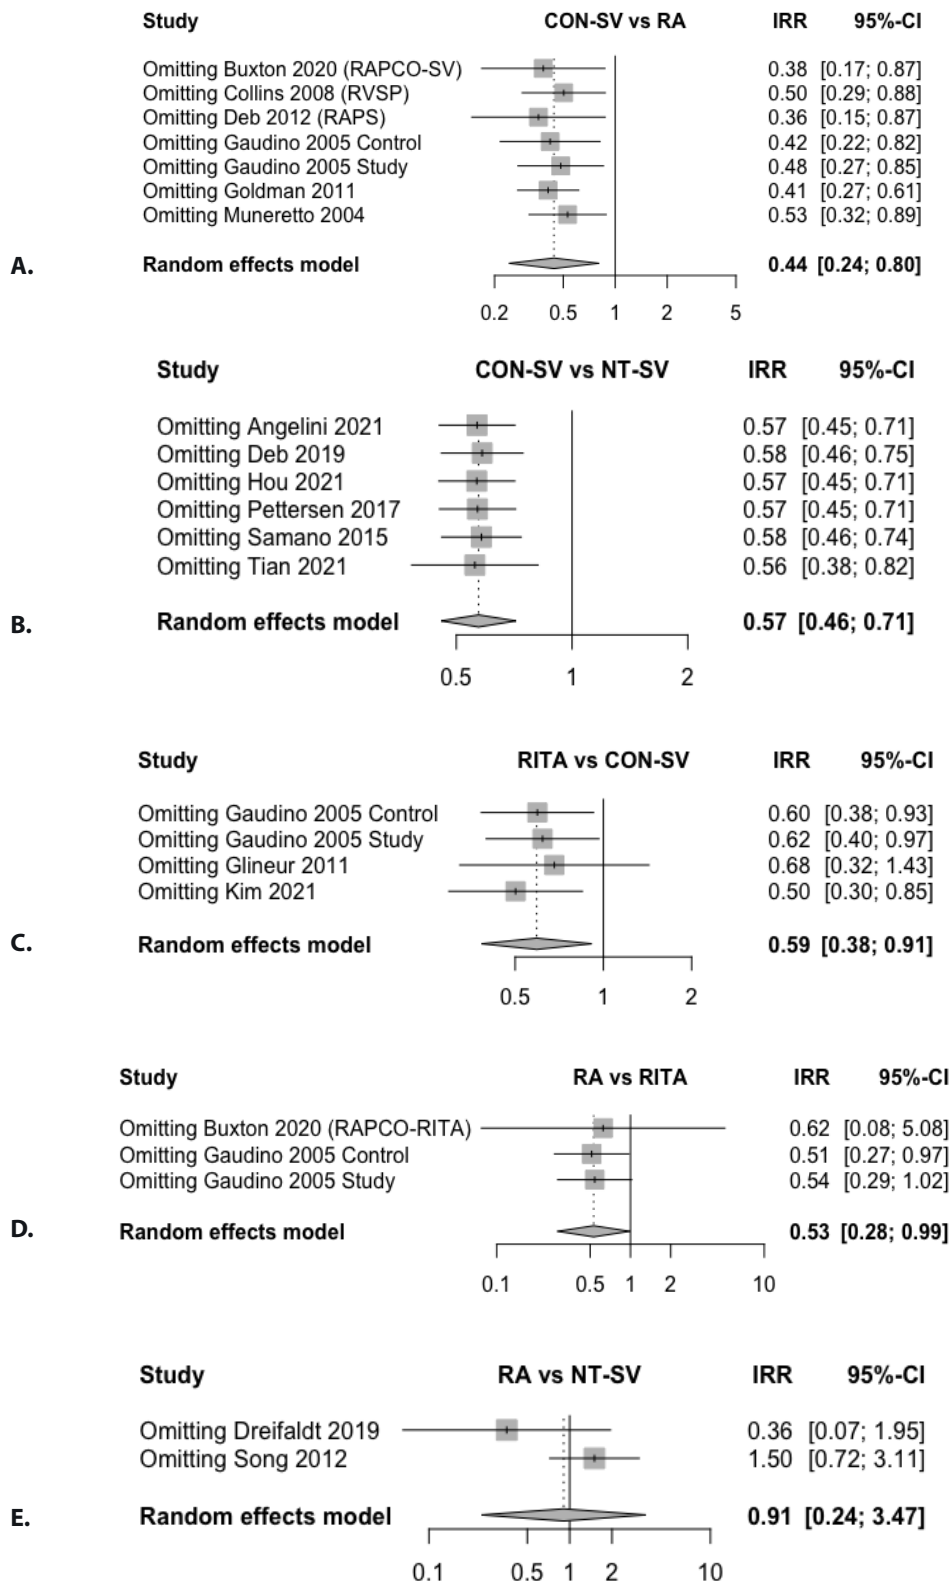 Study CON-SV vs RA IRR 95%-CI
Omitting Buxton 2020 (RAPCO-SV) 0.38 [0.17; 0.87]
Omitting Collins 2008 (RVSP) 0.50 [0.29; 0.88]
Omitting Deb 2012 (RAPS) 0.36 [0.15; 0.87]
Omitting Gaudino 2005 Control 0.42 [0.22; 0.82]
Omitting Gaudino 2005 Study 0.48 [0.27; 0.85]
Omitting Goldman 2011 0.41 [0.27; 0.61]
Omitting Muneretto 2004 0.53 [0.32; 0.89]
A. Random effects model 0.44 [0.24; 0.80]
0.2 0.5 1 2 5
Study CON-SV vs NT-SV IRR 95%-CI
Omitting Angelini 2021 0.57 [0.45; 0.71]
Omitting Deb 2019 0.58 [0.46; 0.75]
Omitting Hou 2021 0.57 [0.45; 0.71]
Omitting Pettersen 2017 0.57 [0.45; 0.71]
Omitting Samano 2015 0.58 [0.46; 0.74]
Omitting Tian 2021 0.56 [0.38; 0.82]
B. Random effects model 0.57 [0.46; 0.71]
0.5 1 2
Study RITA vs CON-SV IRR 95%-CI
Omitting Gaudino 2005 Control 0.60 [0.38; 0.93]
Omitting Gaudino 2005 Study 0.62 [0.40; 0.97]
Omitting Glineur 2011 0.68 [0.32; 1.43]
Omitting Kim 2021 0.50 [0.30; 0.85]
C. Random effects model 0.59 [0.38; 0.91]
0.5 1 2
Study RA vs RITA IRR 95%-CI
Omitting Buxton 2020 (RAPCO-RITA) 0.62 [0.08; 5.08]
Omitting Gaudino 2005 Control 0.51 [0.27; 0.97]
Omitting Gaudino 2005 Study 0.54 [0.29; 1.02]
D. Random effects model 0.53 [0.28; 0.99]
0.1 0.5 1 2 10
Study RA vs NT-SV IRR 95%-CI
Omitting Dreifaldt 2019 0.36 [0.07; 1.95]
Omitting Song 2012 1.50 [0.72; 3.11]
E. Random effects model 0.91 [0.24; 3.47]
0.1 0.5 1 2 10